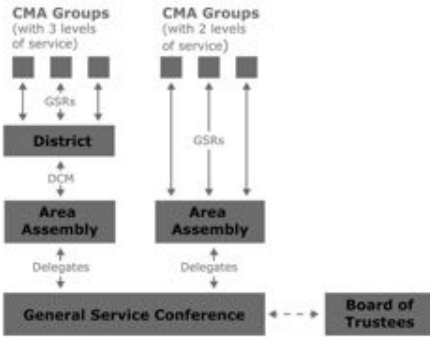 CMA Groups
(with 3 levels
of service)
CMA Groups
(with 2 levels
of service)
GSRs
GSRs
District
DCM
Area
Assembly
Area
Assembly
Delegates
Delegates
General Service Conference
Board of
Trustees